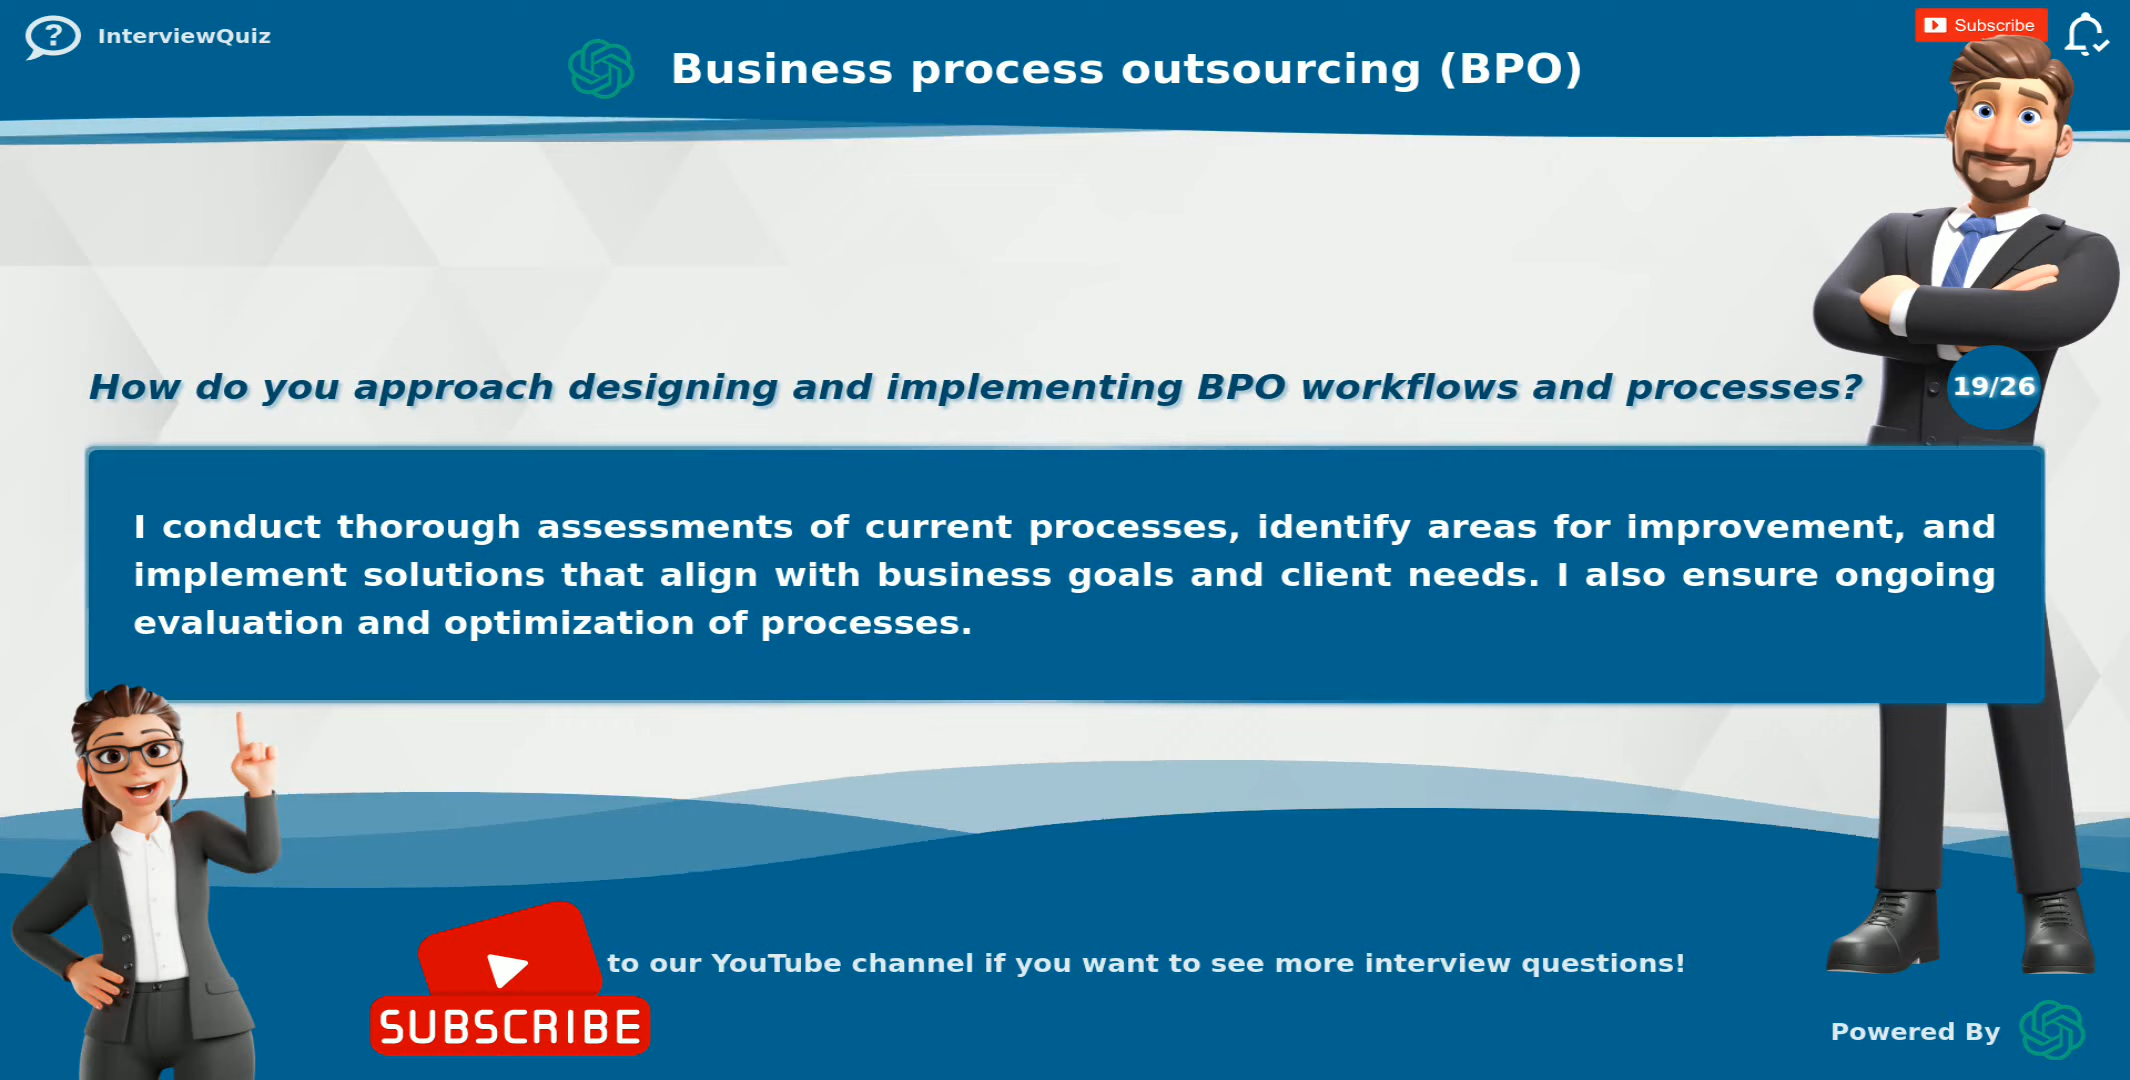 InterviewQuiz
Subscribe
Business process outsourcing (BPO)
How do you approach designing and implementing BPO workflows and processes?
19/26
I conduct thorough assessments of current processes, identify areas for improvement, and
implement solutions that align with business goals and client needs. I also ensure ongoing
evaluation and optimization of processes.
to our YouTube channel if you want to see more interview questions!
SUBSCRIBE
Powered By